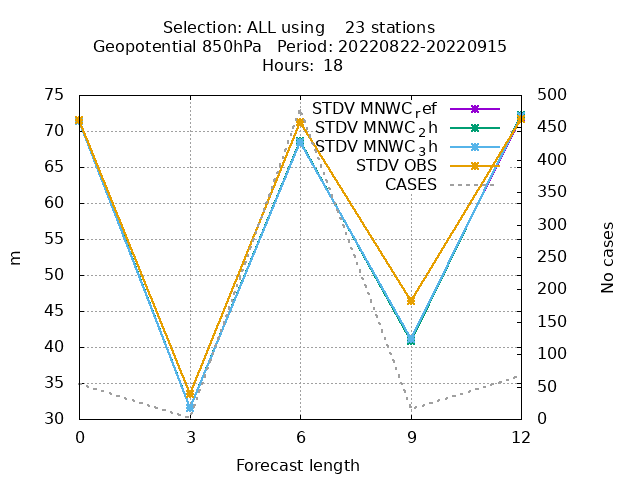 Selection: ALL using 23 stations
Geopotential 850hPa Period: 20220822-20220915
Hours: 18
75 500
STDV MNWC_ref
450
70
STDV MNWC_2h
400
STDV MNWC_3h
65
STDV OBS
350
CASES
60
300
55
250
50
200
45
150
40
100
35
50
30 0
0 3 6 9 12
m
No cases
Forecast length